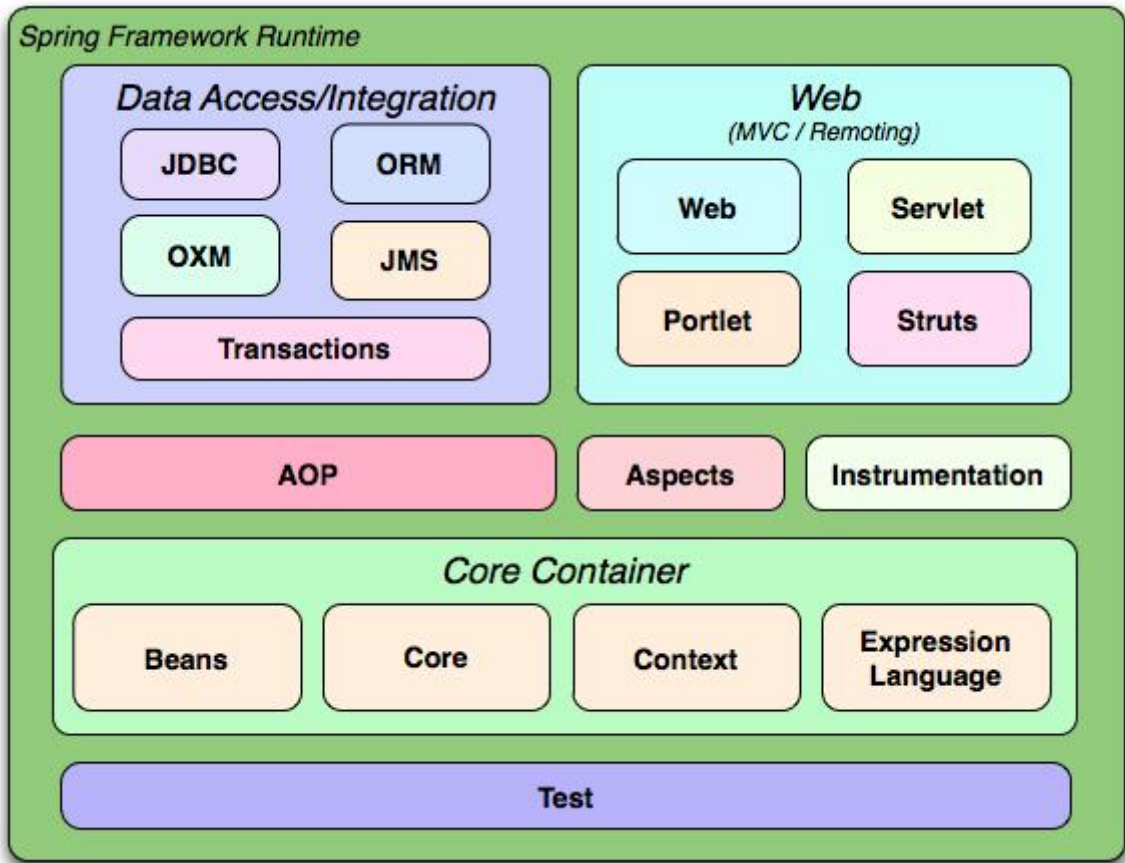 Spring Framework Runtime
Data Access/Integration
JDBC
ORM
OXM
JMS
Transactions
Web
(MVC / Remoting)
Web
Servlet
Portlet
Struts
AOP
Aspects
Instrumentation
Core Container
Beans
Core
Context
Expression
Language
Test